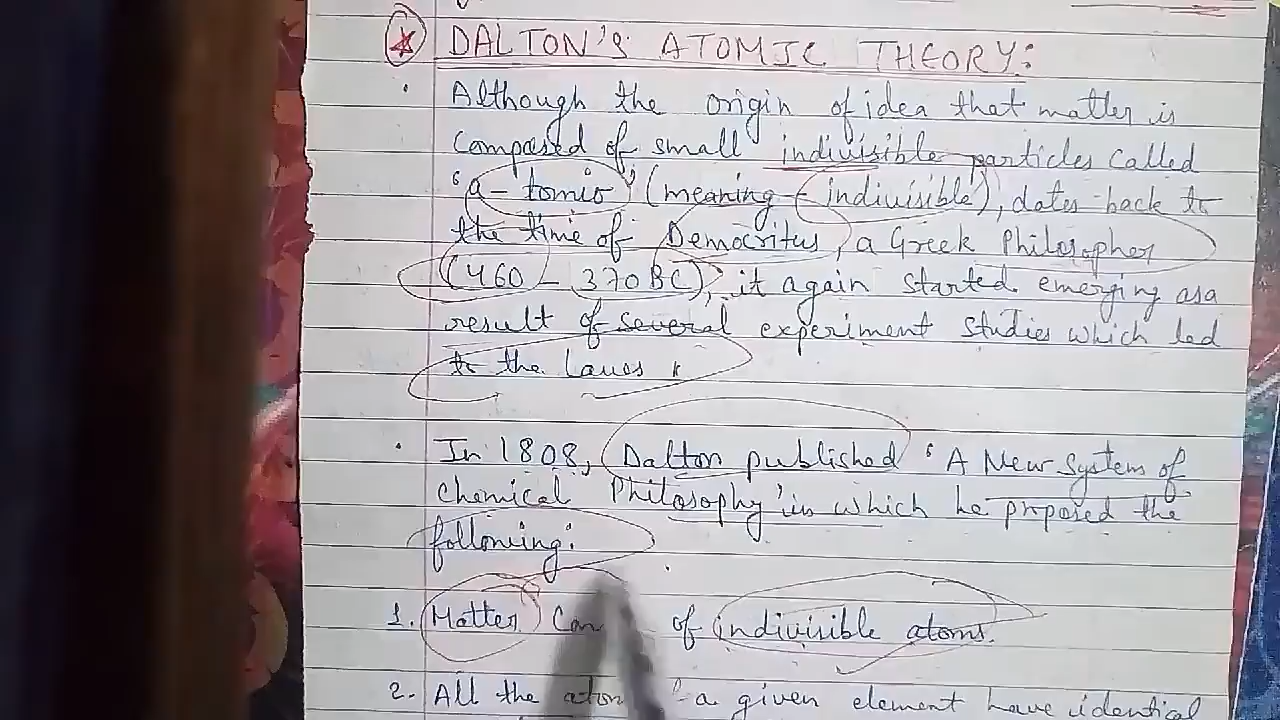 DALTON'S ATOMIC THEORY:
Although the origin of idea that matter is
Composed of small indivisible particles called
'a-tomio' (meaning - indivisible), dates back to
the time of Democritus, a Greek Philosopher
(460 - 370 BC), it again started emerging as a
result of several experiment studies which led
to the Laws.
In 1808, Dalton published 'A New System of
Chemical Philosophy' in which he proposed the
following:
1. Matter of indivisible atoms.
2. All the a given element have identical